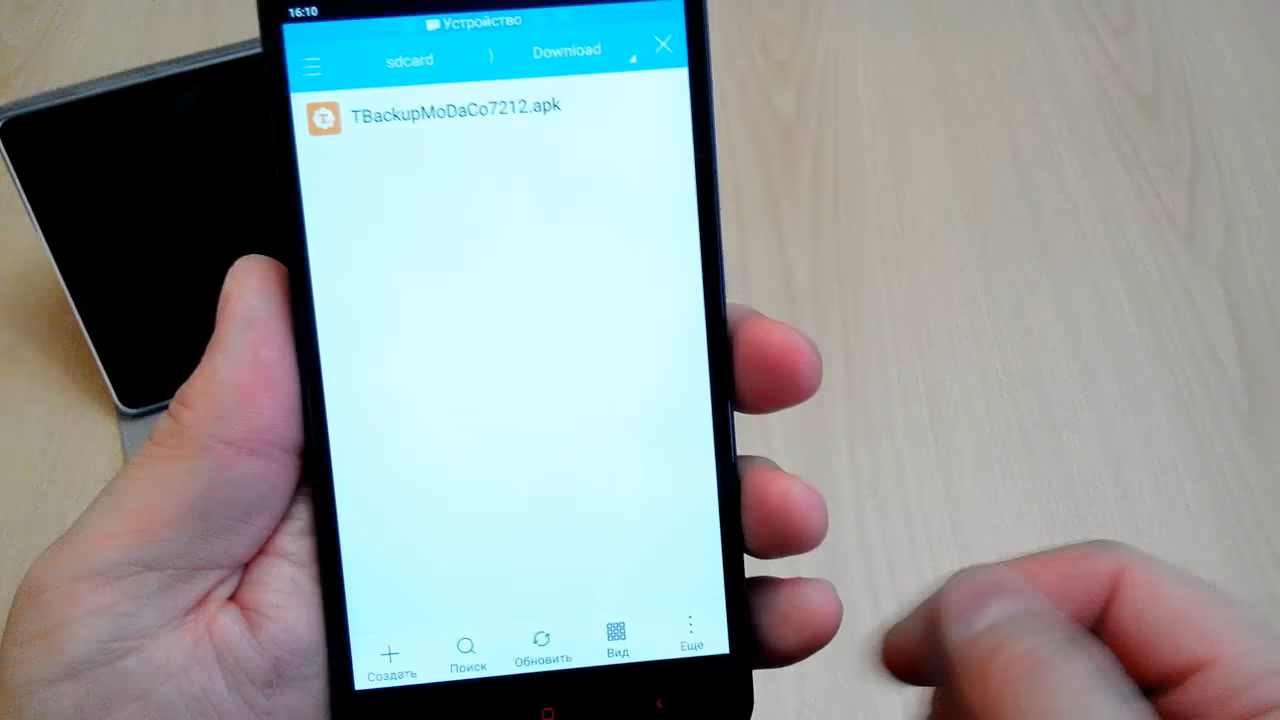 16:10
Устройство
sdcard
Download
TBackupMoDaCo7212.apk
Создать
Поиск
Обновить
Вид
Еще